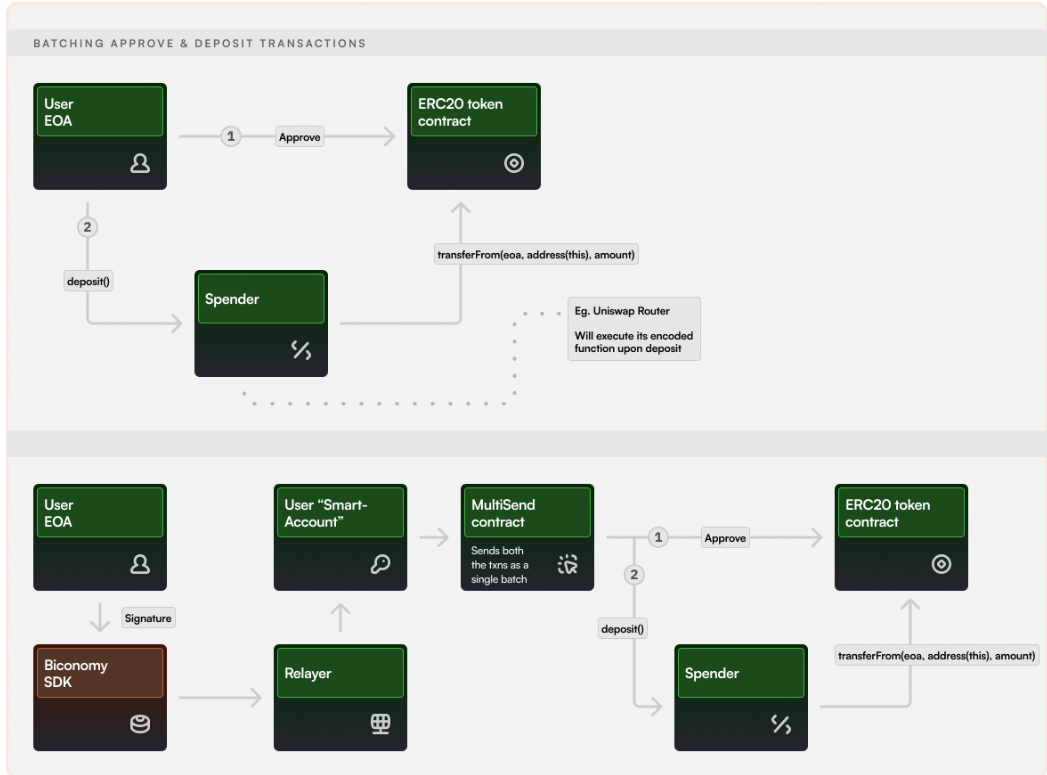 BATCHING APPROVE & DEPOSIT TRANSACTIONS
User
EOA
1
Approve
ERC20 token
contract
2
deposit()
transferFrom(eoa, address(this), amount)
Spender
Eg. Uniswap Router
Will execute its encoded
function upon deposit
User
EOA
User “Smart-
Account”
MultiSend
contract
Sends both
the txns as a
single batch
1
Approve
ERC20 token
contract
2
Signature
deposit()
Biconomy
SDK
Relayer
Spender
transferFrom(eoa, address(this), amount)